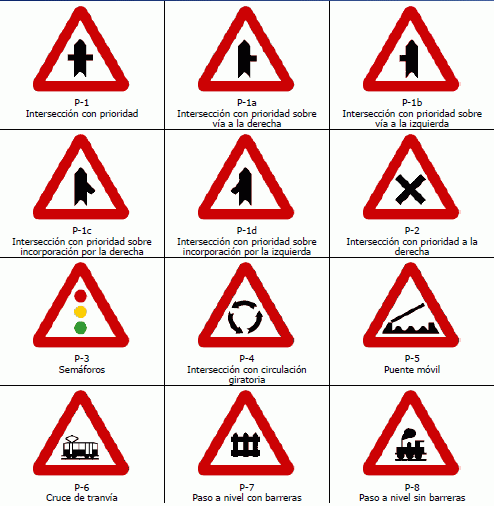 P-1
Intersección con prioridad
P-1a
Intersección con prioridad sobre
vía a la derecha
P-1b
Intersección con prioridad sobre
vía a la izquierda
P-1c
Intersección con prioridad sobre
incorporación por la derecha
P-1d
Intersección con prioridad sobre
incorporación por la izquierda
P-2
Intersección con prioridad a la
derecha
P-3
Semáforos
P-4
Intersección con circulación
giratoria
P-5
Puente móvil
P-6
Cruce de tranvía
P-7
Paso a nivel con barreras
P-8
Paso a nivel sin barreras